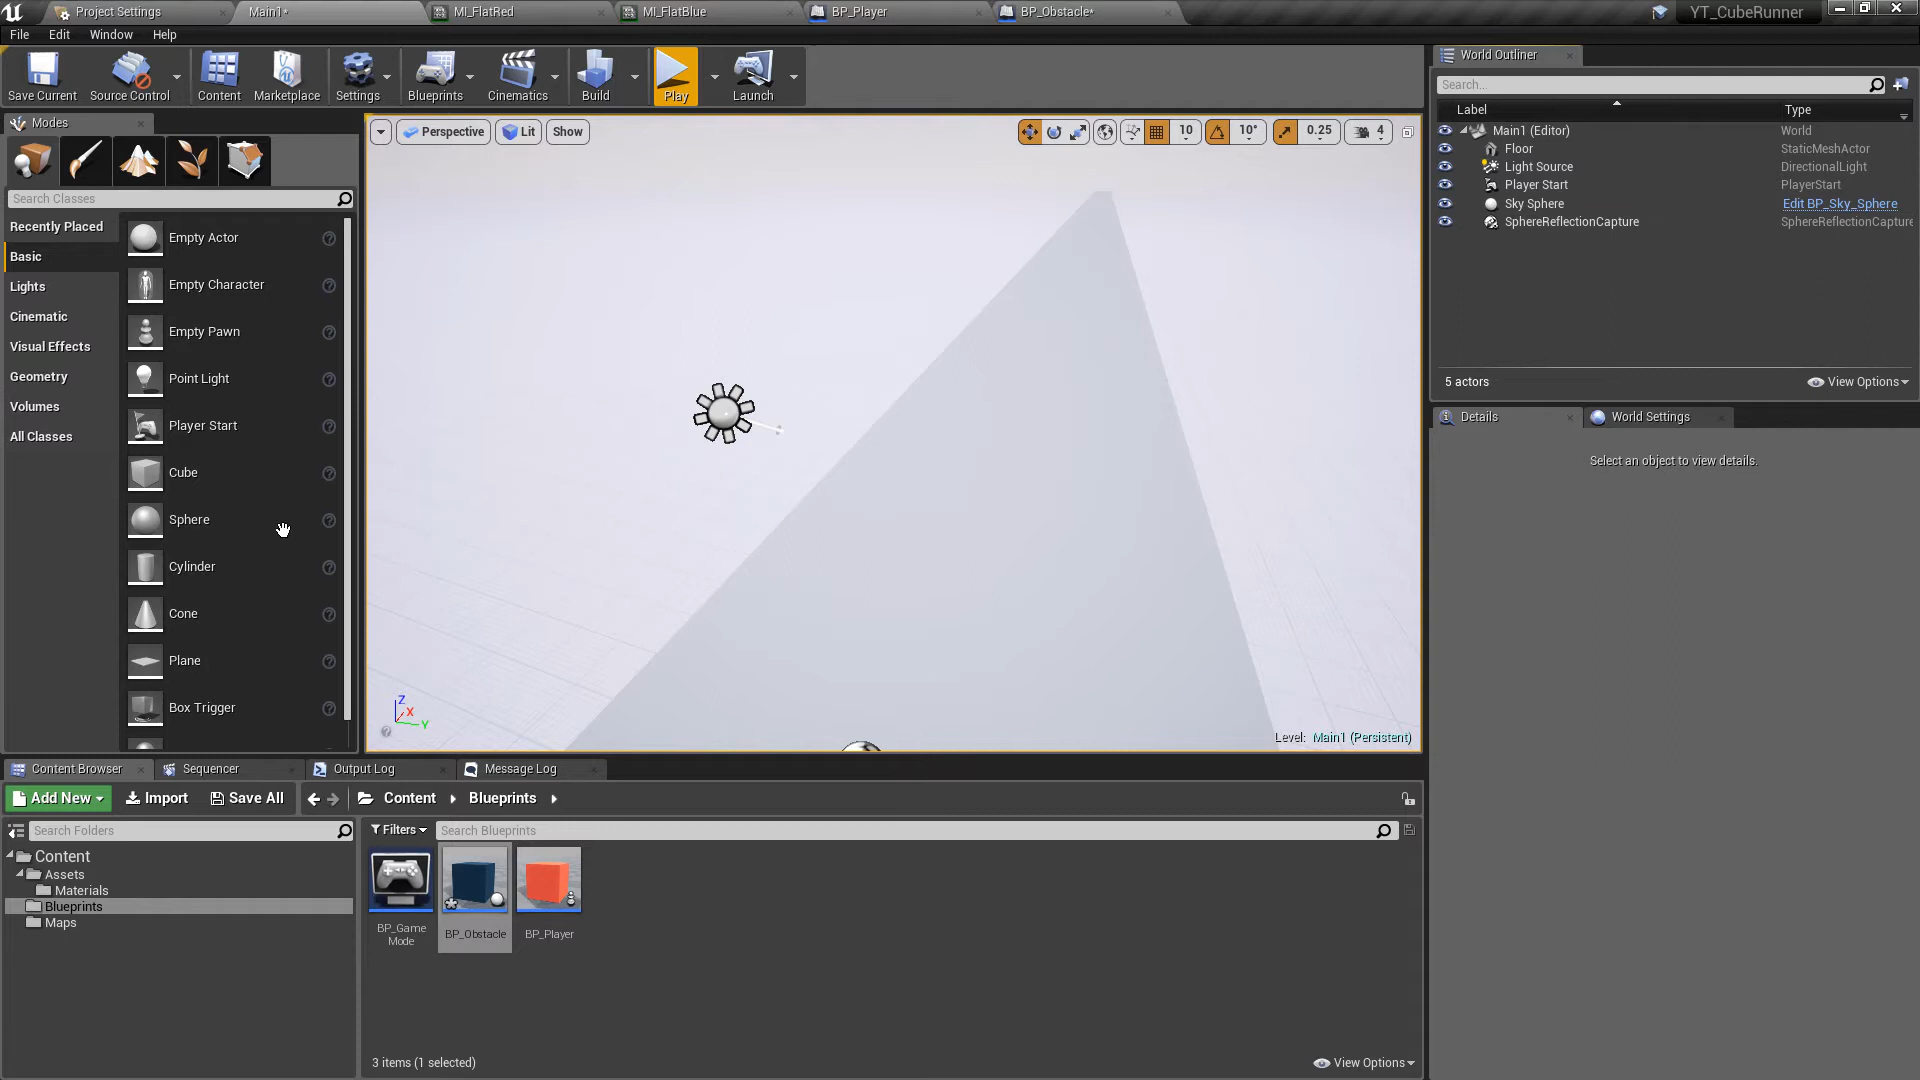 Project Settings
Main1*
MI_FlatRed
MI_FlatBlue
BP_Player
BP_Obstacle*
YT_CubeRunner
File
Edit
Window
Help
Save Current
Source Control
Content
Marketplace
Settings
Blueprints
Cinematics
Build
Play
Launch
World Outliner
Search...
Label
Type
Main1 (Editor)
World
Floor
StaticMeshActor
Light Source
DirectionalLight
Player Start
PlayerStart
Sky Sphere
Edit BP_Sky_Sphere
SphereReflectionCapture
SphereReflectionCapture
5 actors
View Options
Modes
Search Classes
Recently Placed
Basic
Lights
Cinematic
Visual Effects
Geometry
Volumes
All Classes
Empty Actor
Empty Character
Empty Pawn
Point Light
Player Start
Cube
Sphere
Cylinder
Cone
Plane
Box Trigger
Perspective
Lit
Show
10
10°
0.25
4
Z
X
Y
Level: Main1 (Persistent)
Details
World Settings
Select an object to view details.
Content Browser
Sequencer
Output Log
Message Log
Add New
Import
Save All
Content
Blueprints
Search Folders
Filters
Search Blueprints
Content
Assets
Materials
Blueprints
Maps
BP_Game
Mode
BP_Obstacle
BP_Player
3 items (1 selected)
View Options